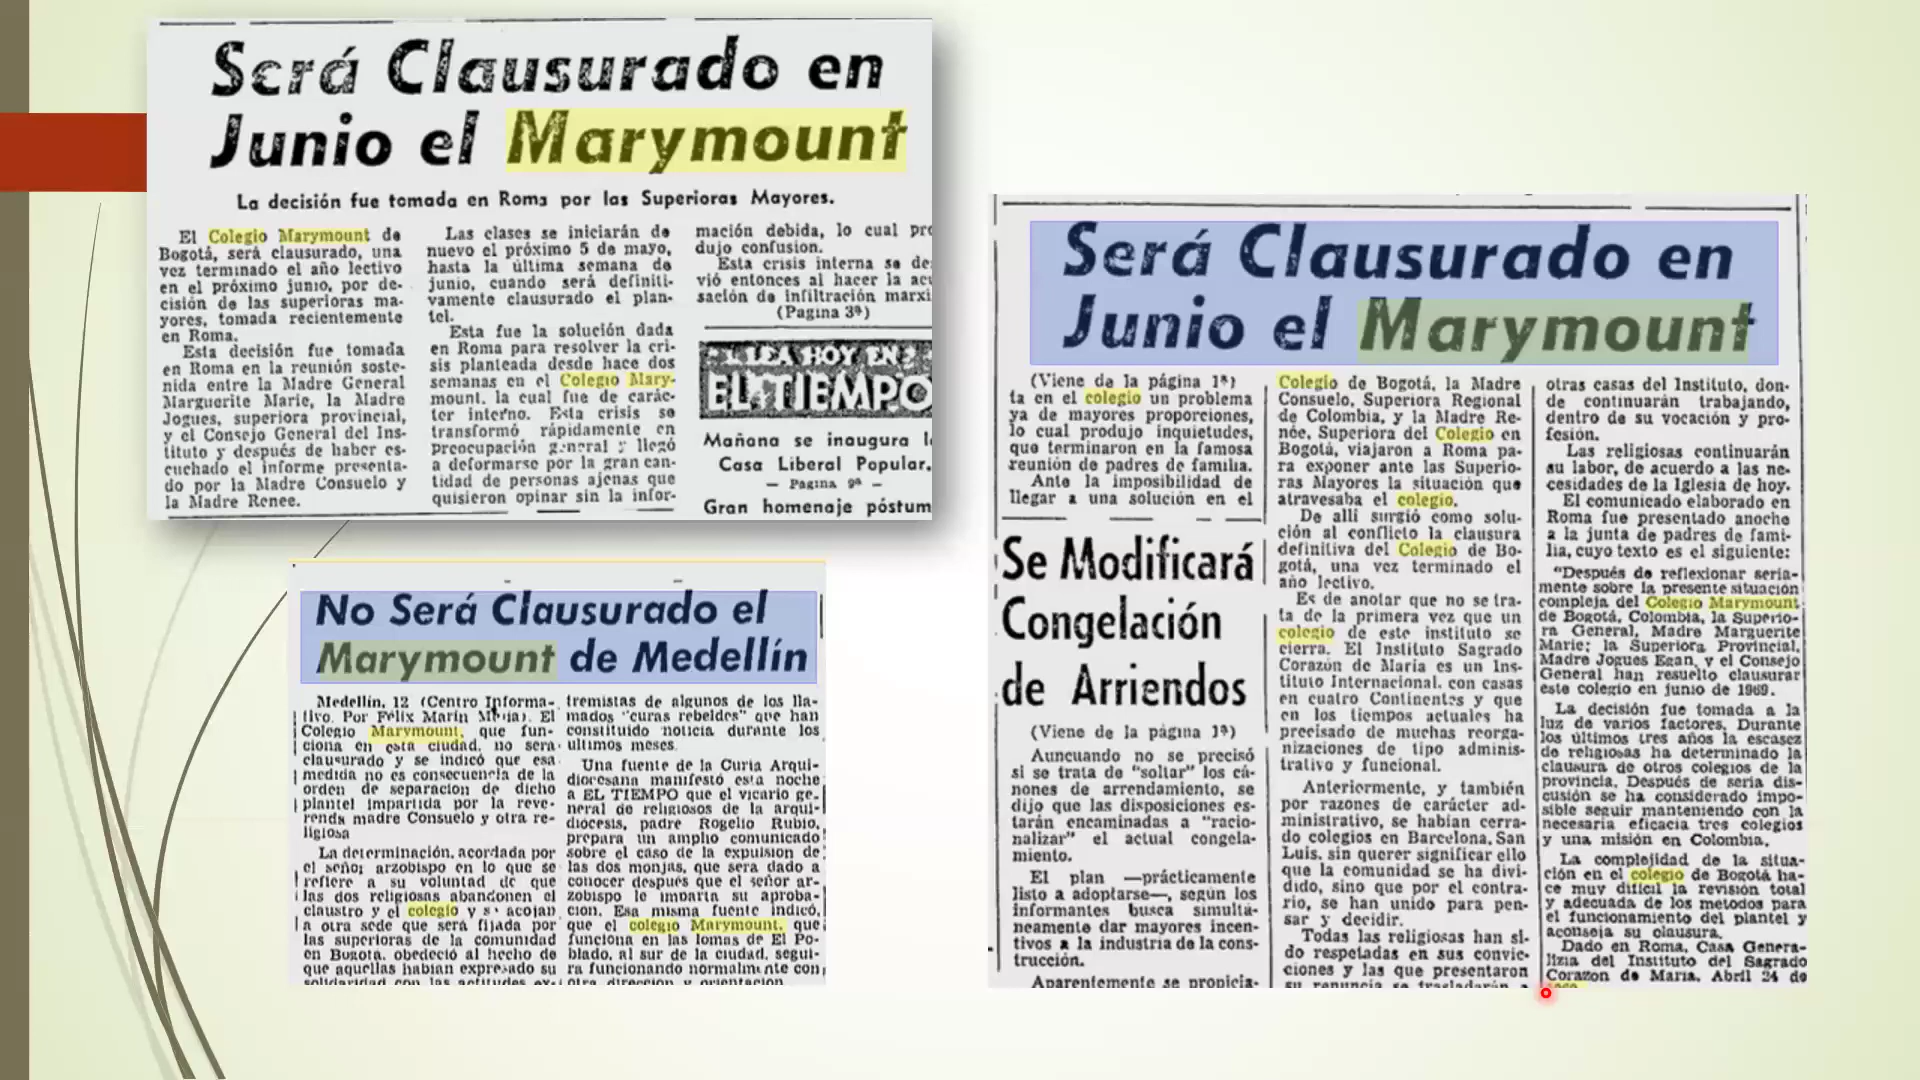 Será Clausurado en
Junio el Marymount
La decisión fue tomada en Roma por las Superioras Mayores.
El Colegio Marymount de
Bogotá, será clausurado, una
vez terminado el año lectivo
en el próximo junio, por de-
cisión de las superioras ma-
yores, tomada recientemente
en Roma.
Esta decisión fue tomada
en Roma en la reunión soste-
nida entre la Madre General
Marguerite Marie, la Madre
Jogues, superiora provincial,
y el Consejo General del Ins-
tituto y después de haber es-
cuchado el informe presenta-
do por la Madre Consuelo y
la Madre Renee.
Las clases se iniciarán de
nuevo el próximo 5 de mayo,
hasta la última semana de
junio, cuando será definiti-
vamente clausurado el plan-
tel.
Esta fue la solución dada
en Roma para resolver la cri-
sis planteada desde hace dos
semanas en el Colegio Mary-
mount, la cual fue de carác-
ter interno. Esta crisis se
transformó rápidamente en
preocupación general y llegó
a deformarse por la gran can-
tidad de personas ajenas que
quisieron opinar sin la infor-
mación debida, lo cual pro
dujo confusion.
Esta crisis interna se de
vió entonces al hacer la acu
sación de infiltración marxi
(Pagina 3ª)
LEA HOY EN
EL TIEMPO
Mañana se inaugura l
Casa Liberal Popular.
— Pagina 9ª —
Gran homenaje póstum
No Será Clausurado el
Marymount de Medellín
Medellín, 12 (Centro Informa-
tivo. Por Félix Marín Mejía). El
Colegio Marymount, que fun-
ciona en esta ciudad, no será
clausurado y se indicó que esa
medida no es consecuencia de la
orden de separacion de dicho
plantel impartida por la reve-
renda madre Consuelo y otra re-
ligiosa
La determinación, acordada por
el señor arzobispo en lo que se
refiere a su voluntad de que
las dos religiosas abandonen el
claustro y el colegio y se acojan
a otra sede que será fijada por
las superioras de la comunidad
en Bogota, obedeció al hecho de
que aquellas habian expresado su
solidaridad con las actitudes ex-
tremistas de algunos de los lla-
mados "curas rebeldes" que han
constituido noticia durante los
ultimos meses.
Una fuente de la Curia Arqui-
diocesana manifestó esta noche
a EL TIEMPO que el vicario ge-
neral de religiosos de la arqui-
diócesis, padre Rogelio Rubio,
prepara un amplio comunicado
sobre el caso de la expulsion de
las dos monjas, que sera dado a
conocer después que el señor ar-
zobispo le imparta su aproba-
cion. Esa misma fuente indicó,
que el colegio Marymount, que
funciona en las lomas de El Po-
blado, al sur de la ciudad, segui-
ra funcionando normalmente con
otra direccion y orientacion.
Será Clausurado en
Junio el Marymount
(Viene de la página 1ª)
ta en el colegio un problema
ya de mayores proporciones,
lo cual produjo inquietudes,
que terminaron en la famosa
reunión de padres de familia.
Ante la imposibilidad de
llegar a una solución en el
Se Modificará
Congelación
de Arriendos
(Viene de la página 1ª)
Auncuando no se precisó
si se trata de "soltar" los cá-
nones de arrendamiento, se
dijo que las disposiciones es-
tarán encaminadas a "racio-
nalizar" el actual congela-
miento.
El plan —prácticamente
listo a adoptarse—, según los
informantes busca simultá-
neamente dar mayores incen-
tivos a la industria de la cons-
trucción.
Aparentemente se propicia-
Colegio de Bogotá, la Madre
Consuelo, Superiora Regional
de Colombia, y la Madre Re-
née, Superiora del Colegio en
Bogotá, viajaron a Roma pa-
ra exponer ante las Superio-
ras Mayores la situación que
atravesaba el colegio.
De allí surgió como solu-
ción al conflicto la clausura
definitiva del Colegio de Bo-
gotá, una vez terminado el
año lectivo.
Es de anotar que no se tra-
ta de la primera vez que un
colegio de este instituto se
cierra. El Instituto Sagrado
Corazón de María es un Ins-
tituto Internacional, con casas
en cuatro Continentes y que
en los tiempos actuales ha
precisado de muchas reorga-
nizaciones de tipo adminis-
trativo y funcional.
Anteriormente, y también
por razones de carácter ad-
ministrativo, se habían cerra-
do colegios en Barcelona, San
Luis, sin querer significar ello
que la comunidad se ha divi-
dido, sino que por el contra-
rio, se han unido para pen-
sar y decidir.
Todas las religiosas han si-
do respetadas en sus convic-
ciones y las que presentaron
su renuncia se trasladarán a
otras casas del Instituto, don-
de continuarán trabajando,
dentro de su vocación y pro-
fesión.
Las religiosas continuarán
su labor, de acuerdo a las ne-
cesidades de la Iglesia de hoy.
El comunicado elaborado en
Roma fue presentado anoche
a la junta de padres de fami-
lia, cuyo texto es el siguiente:
"Después de reflexionar seria-
mente sobre la presente situación
compleja del Colegio Marymount
de Bogotá, Colombia, la Superio-
ra General, Madre Marguerite
Marie; la Superiora Provincial,
Madre Jogues Egan, y el Consejo
General han resuelto clausurar
este colegio en junio de 1969.
La decisión fue tomada a la
luz de varios factores. Durante
los últimos tres años la escasez
de religiosas ha determinado la
clausura de otros colegios de la
provincia. Después de seria dis-
cusión se ha considerado impo-
sible seguir manteniendo con la
necesaria eficacia tres colegios
y una misión en Colombia.
La complejidad de la situa-
ción en el colegio de Bogotá ha-
ce muy difícil la revisión total
y adecuada de los metodos para
el funcionamiento del plantel y
aconseja su clausura.
Dado en Roma, Casa Genera-
lizia del Instituto del Sagrado
Corazon de Maria, Abril 24 de